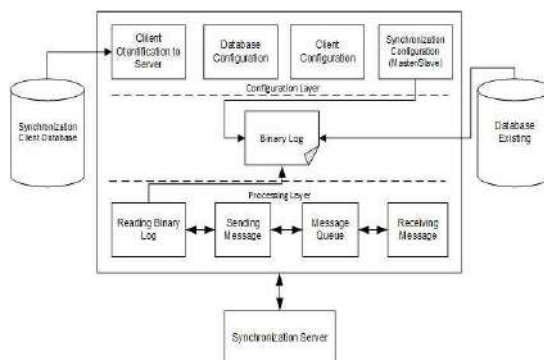 Client
Otentification to
Server
Database
Configuration
Client
Configuration
Synchronization
Configuration
(Master/Slave)
Configuration Layer
Synchronization
Client Database
Binary Log
Database
Existing
Processing Layer
Reading Binary
Log
Sending
Message
Message
Queue
Receiving
Message
Synchronization Server